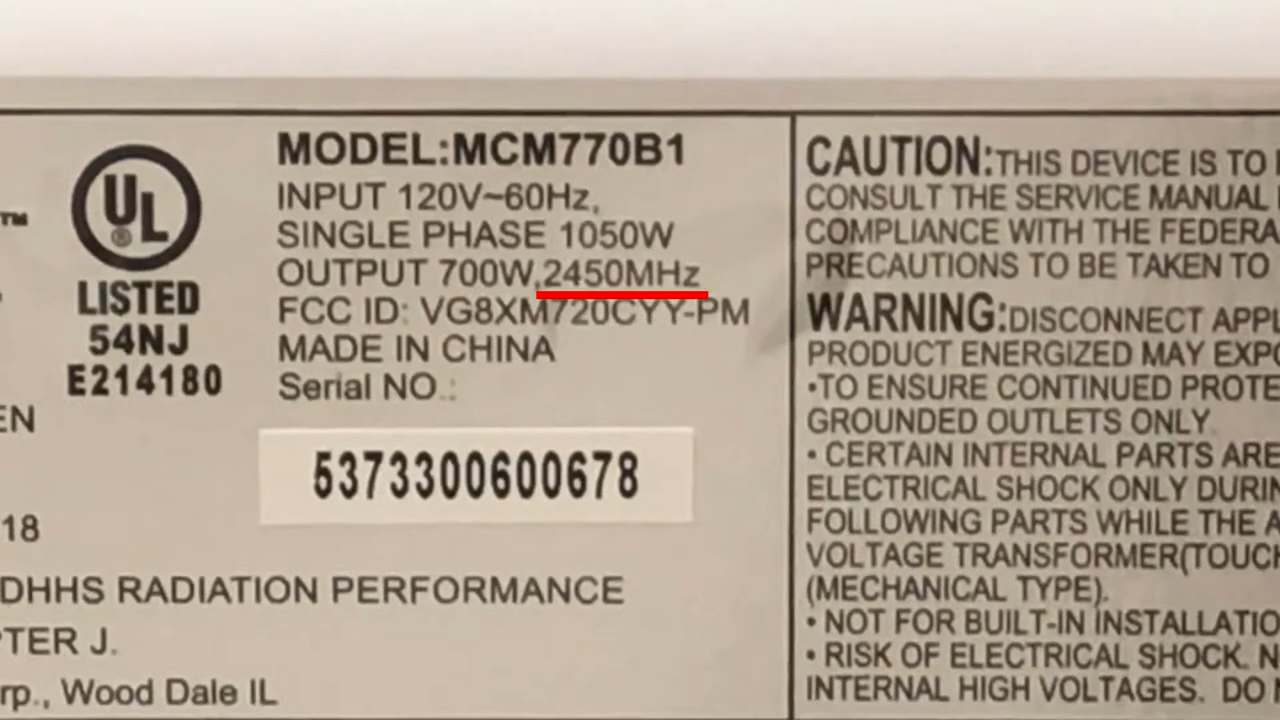 ™
UL
®
LISTED
54NJ
E214180
EN
18
DHHS RADIATION PERFORMANCE
TER J.
rp., Wood Dale IL
MODEL:MCM770B1
INPUT 120V~60Hz,
SINGLE PHASE 1050W
OUTPUT 700W,2450MHz
FCC ID: VG8XM720CYY-PM
MADE IN CHINA
Serial NO.:
5373300600678
CAUTION:THIS DEVICE IS TO
CONSULT THE SERVICE MANUAL
COMPLIANCE WITH THE FEDERA
PRECAUTIONS TO BE TAKEN TO
WARNING:DISCONNECT APPL
PRODUCT ENERGIZED MAY EXPO
•TO ENSURE CONTINUED PROTE
GROUNDED OUTLETS ONLY.
• CERTAIN INTERNAL PARTS ARE
ELECTRICAL SHOCK ONLY DURIN
FOLLOWING PARTS WHILE THE A
VOLTAGE TRANSFORMER(TOUCH
(MECHANICAL TYPE).
• NOT FOR BUILT-IN INSTALLATIO
• RISK OF ELECTRICAL SHOCK. N
INTERNAL HIGH VOLTAGES. DO N